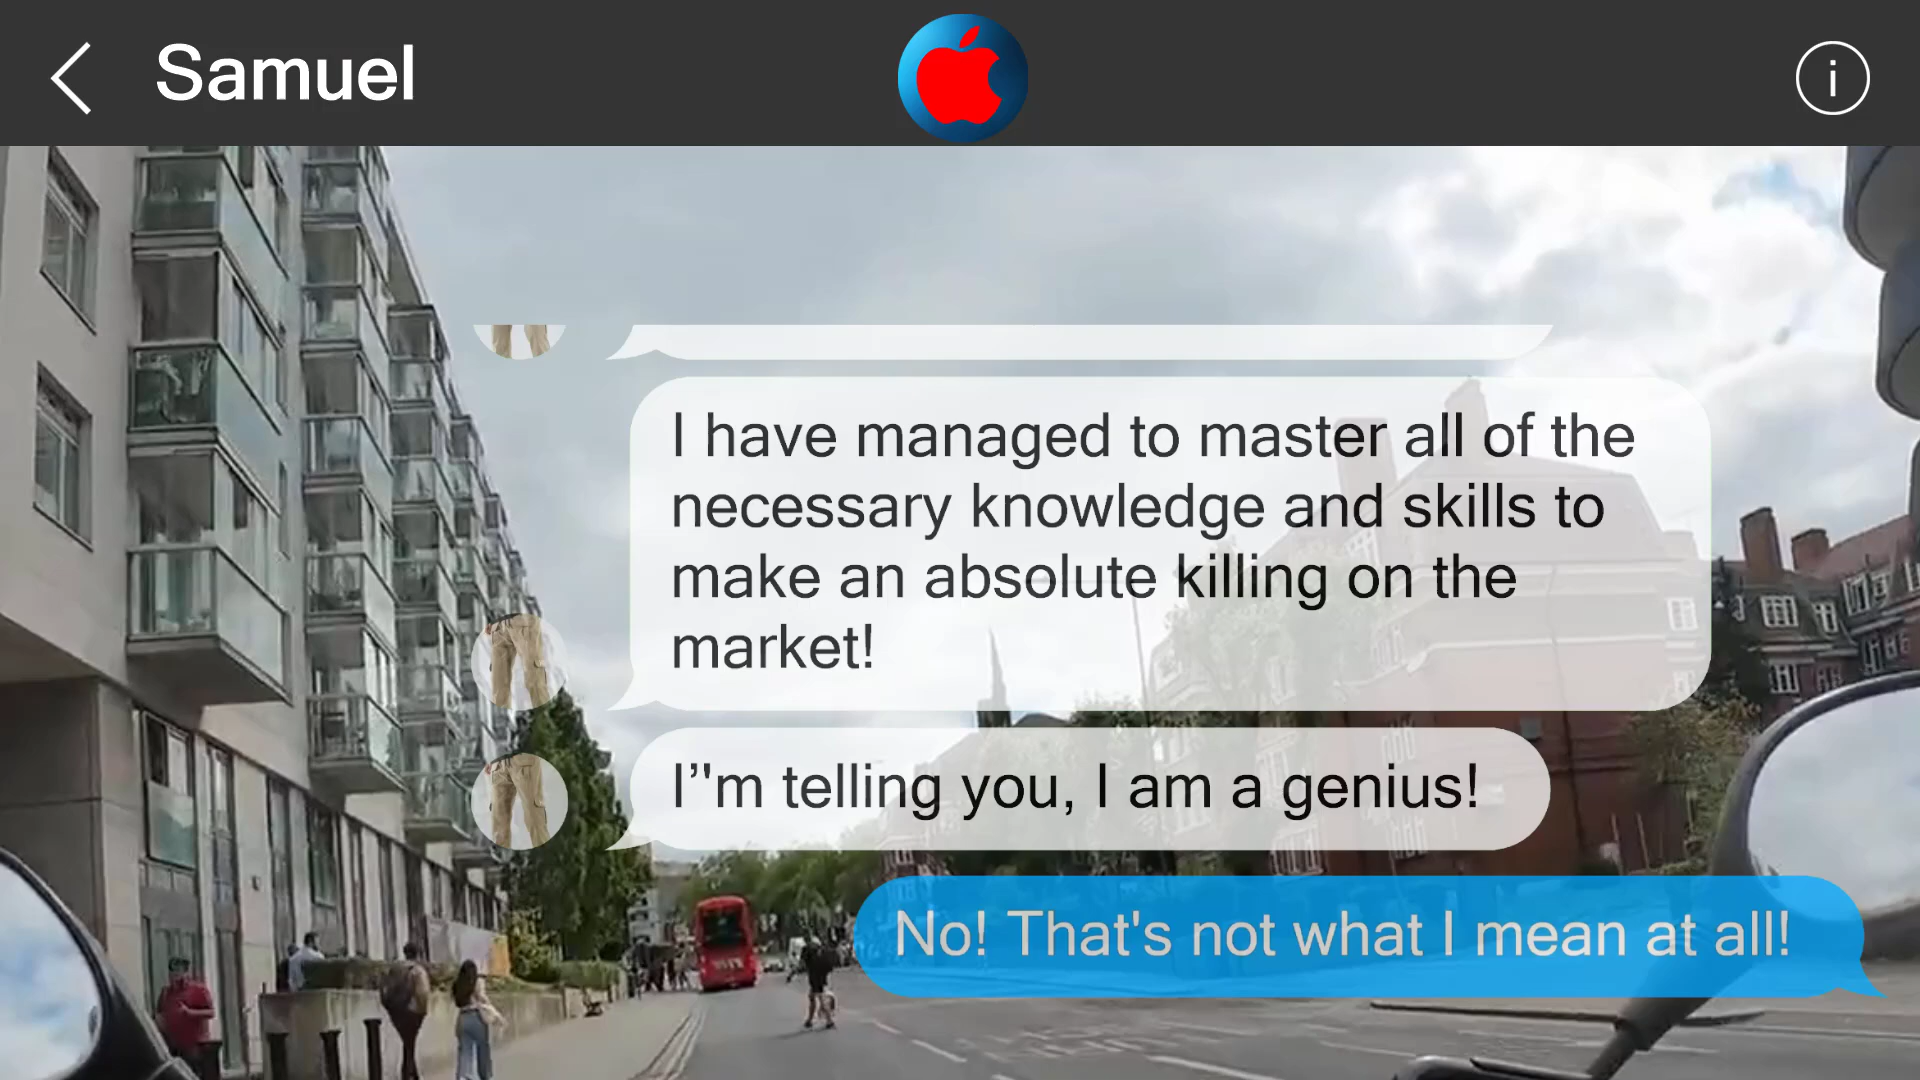 Samuel
i
I have managed to master all of the
necessary knowledge and skills to
make an absolute killing on the
market!
I”'m telling you, I am a genius!
No! That's not what I mean at all!